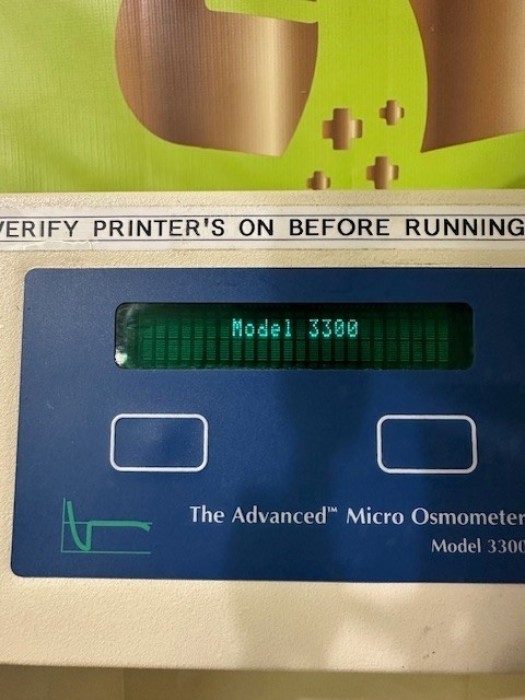 VERIFY PRINTER'S ON BEFORE RUNNING
Model 3300
The Advanced™ Micro Osmometer
Model 3300